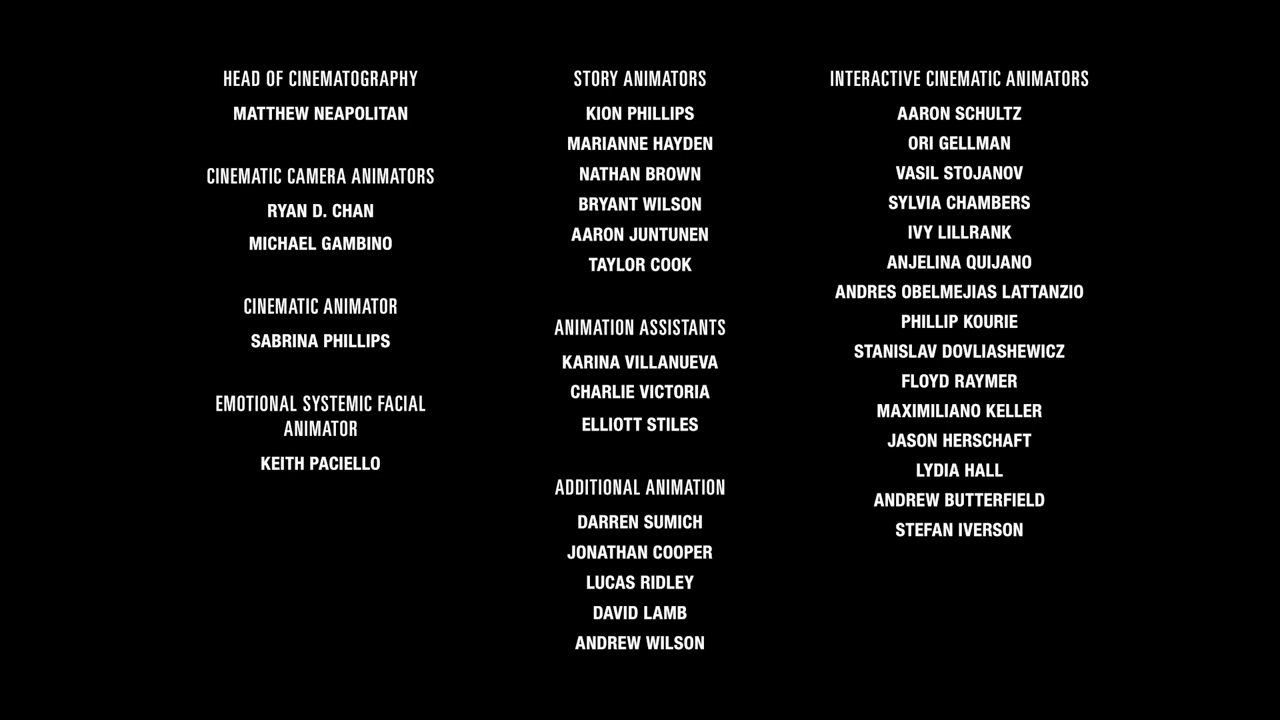 HEAD OF CINEMATOGRAPHY
MATTHEW NEAPOLITAN
CINEMATIC CAMERA ANIMATORS
RYAN D. CHAN
MICHAEL GAMBINO
CINEMATIC ANIMATOR
SABRINA PHILLIPS
EMOTIONAL SYSTEMIC FACIAL
ANIMATOR
KEITH PACIELLO
STORY ANIMATORS
KION PHILLIPS
MARIANNE HAYDEN
NATHAN BROWN
BRYANT WILSON
AARON JUNTUNEN
TAYLOR COOK
ANIMATION ASSISTANTS
KARINA VILLANUEVA
CHARLIE VICTORIA
ELLIOTT STILES
ADDITIONAL ANIMATION
DARREN SUMICH
JONATHAN COOPER
LUCAS RIDLEY
DAVID LAMB
ANDREW WILSON
INTERACTIVE CINEMATIC ANIMATORS
AARON SCHULTZ
ORI GELLMAN
VASIL STOJANOV
SYLVIA CHAMBERS
IVY LILLRANK
ANJELINA QUIJANO
ANDRES OBELMEJIAS LATTANZIO
PHILLIP KOURIE
STANISLAV DOVLIASHEWICZ
FLOYD RAYMER
MAXIMILIANO KELLER
JASON HERSCHAFT
LYDIA HALL
ANDREW BUTTERFIELD
STEFAN IVERSON